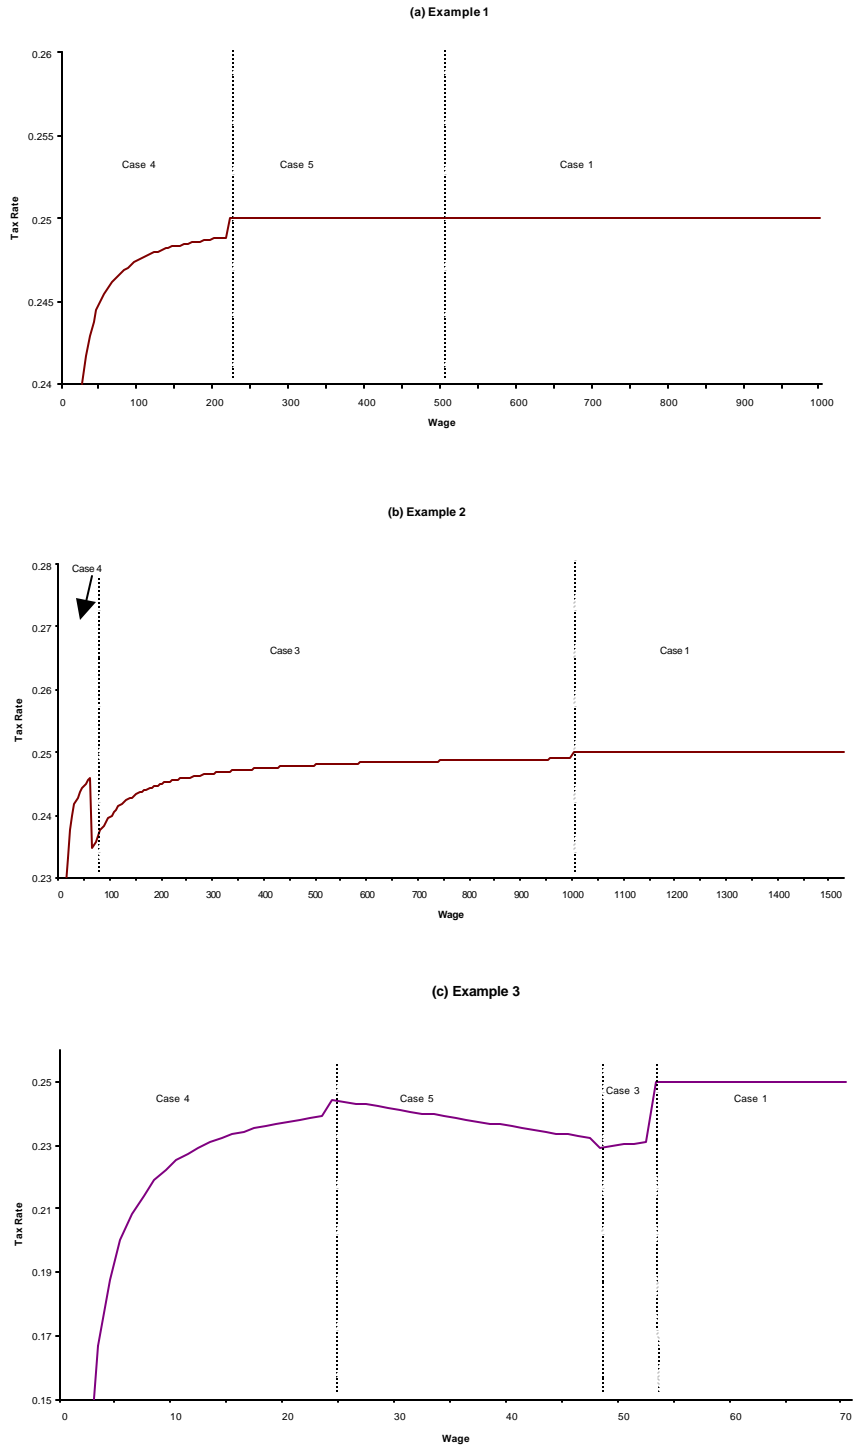 (a) Example 1
0.26
0.255
0.25
0.245
0.24
Tax Rate
Case 4
Case 5
Case 1
0 100 200 300 400 500 600 700 800 900 1000
Wage
(b) Example 2
0.28
0.27
0.26
0.25
0.24
0.23
Tax Rate
Case 4
Case 3
Case 1
0 100 200 300 400 500 600 700 800 900 1000 1100 1200 1300 1400 1500
Wage
(c) Example 3
0.25
0.23
0.21
0.19
0.17
0.15
Tax Rate
Case 4
Case 5
Case 3
Case 1
0 10 20 30 40 50 60 70
Wage